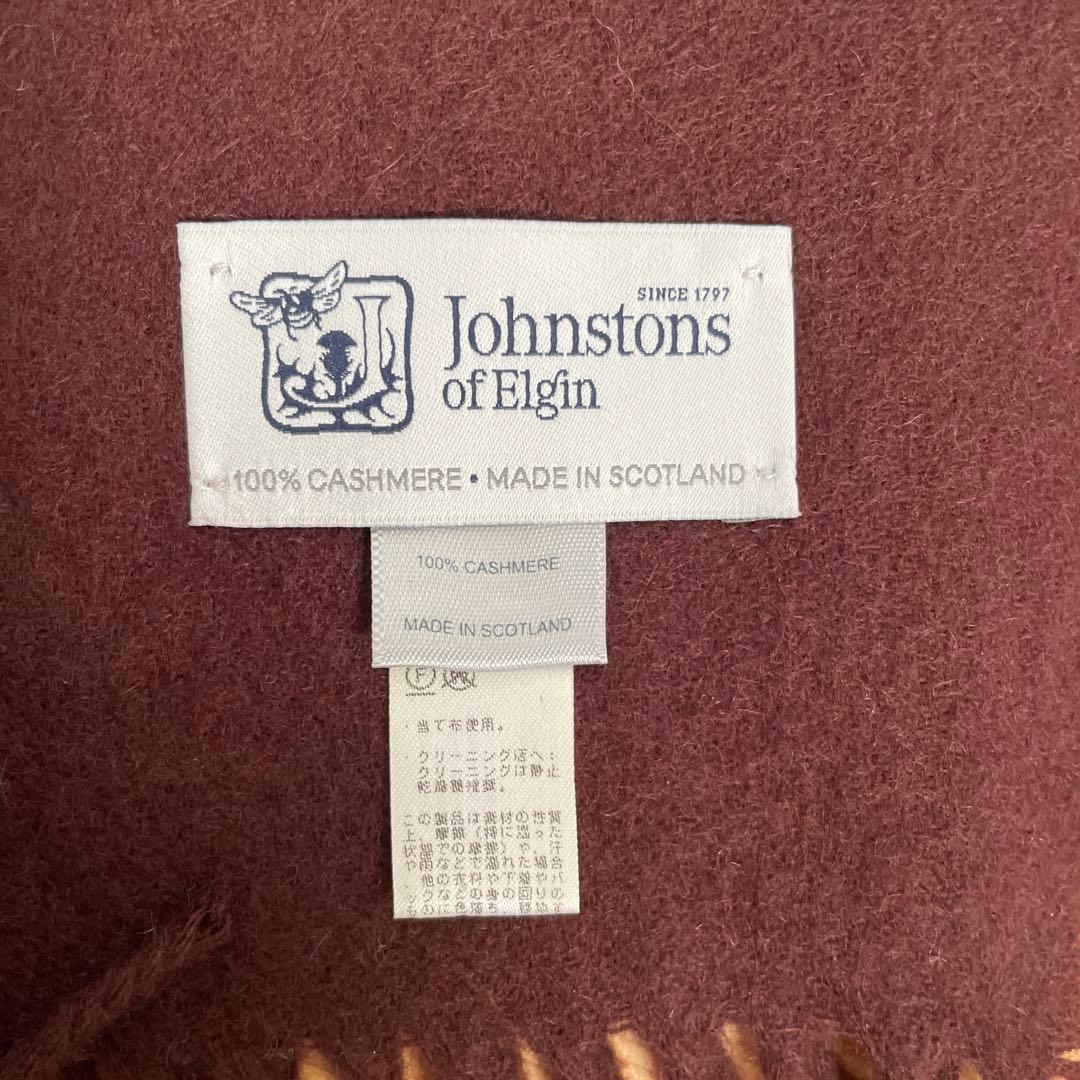 SINCE 1797
Johnstons
of Elgin
100% CASHMERE • MADE IN SCOTLAND
100% CASHMERE
MADE IN SCOTLAND
・当て布使用。
・クリーニング店へ:
クリーニングは静止
乾燥機推奨。
この製品は素材の性質
上、摩擦(特に湿った
状態での摩擦)や、汗
や雨などで濡れた場合
、他の衣料や下着やバ
ッグなどの身の回りの
ものに色落ち、移染す